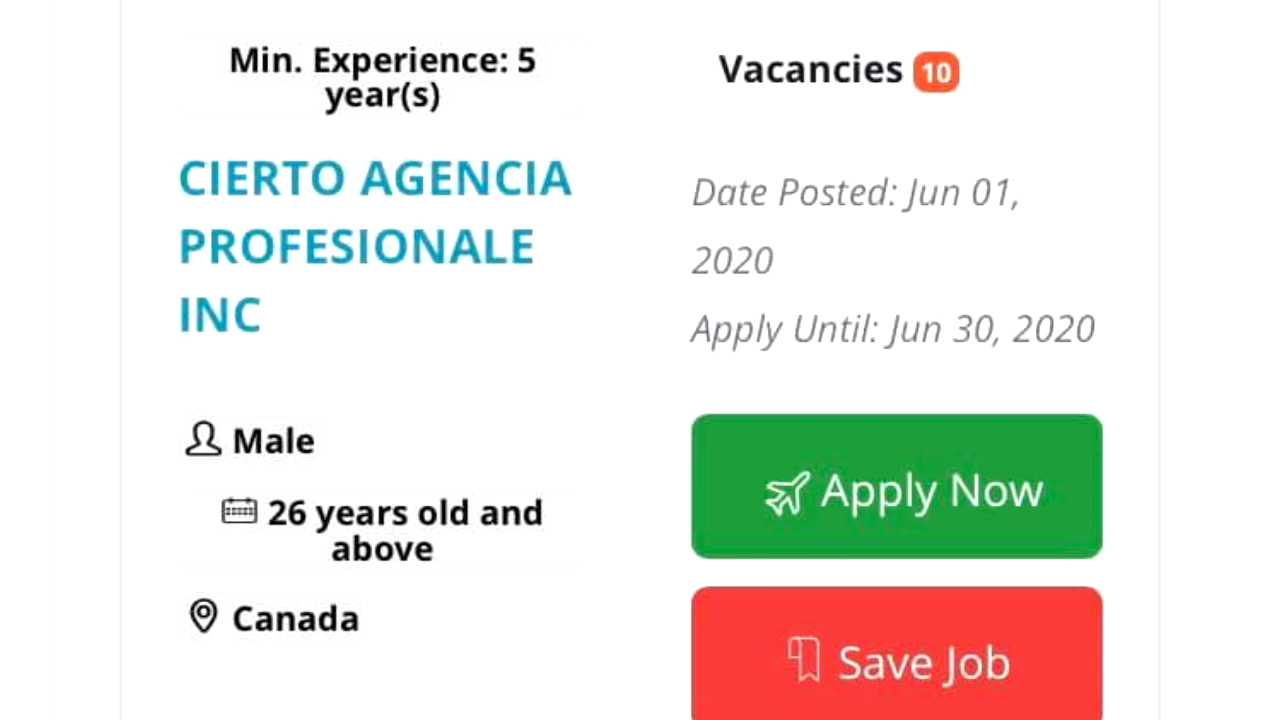 Min. Experience: 5
year(s)
Vacancies 10
CIERTO AGENCIA
PROFESIONALE
INC
Date Posted: Jun 01,
2020
Apply Until: Jun 30, 2020
Male
26 years old and
above
Canada
Apply Now
Save Job